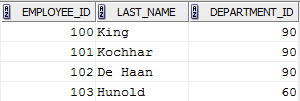 EMPLOYEE_ID LAST_NAME DEPARTMENT_ID
100 King 90
101 Kochhar 90
102 De Haan 90
103 Hunold 60